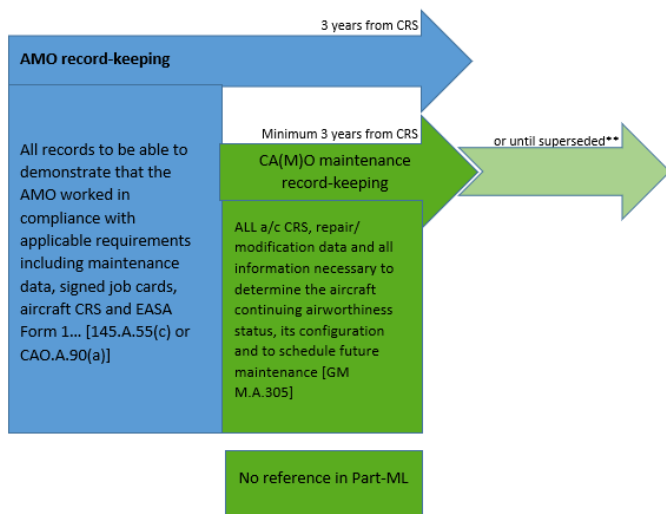 3 years from CRS
AMO record-keeping
Minimum 3 years from CRS
or until superseded**
CA(M)O maintenance
record-keeping
All records to be able to
demonstrate that the
AMO worked in
compliance with
applicable requirements
including maintenance
data, signed job cards,
aircraft CRS and EASA
Form 1... [145.A.55(c) or
CAO.A.90(a)]
ALL a/c CRS, repair/
modification data and all
information necessary to
determine the aircraft
continuing airworthiness
status, its configuration
and to schedule future
maintenance [GM
M.A.305]
No reference in Part-ML